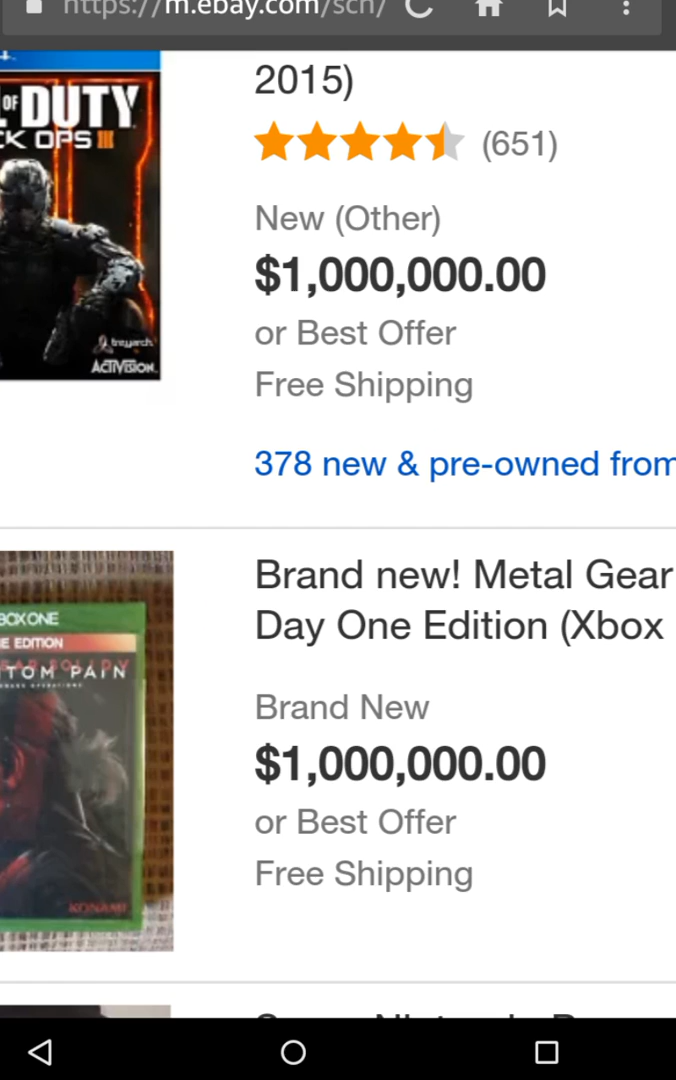 https://m.ebay.com/sch/
OF DUTY
CK OPS III
treyarch
ACTIVISION
2015)
(651)
New (Other)
$1,000,000.00
or Best Offer
Free Shipping
378 new & pre-owned from
XBOX ONE
E EDITION
TOM PAIN
KONAMI
Brand new! Metal Gear
Day One Edition (Xbox
Brand New
$1,000,000.00
or Best Offer
Free Shipping